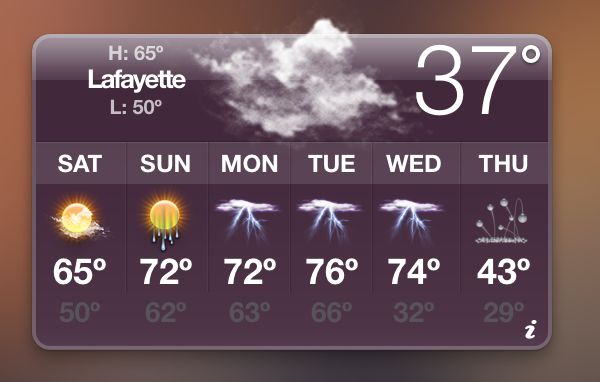 H: 65º
Lafayette
L: 50º
37°
SAT SUN MON TUE WED THU
65º 72º 72º 76º 74º 43º
50º 62º 63º 66º 32º 29º
i